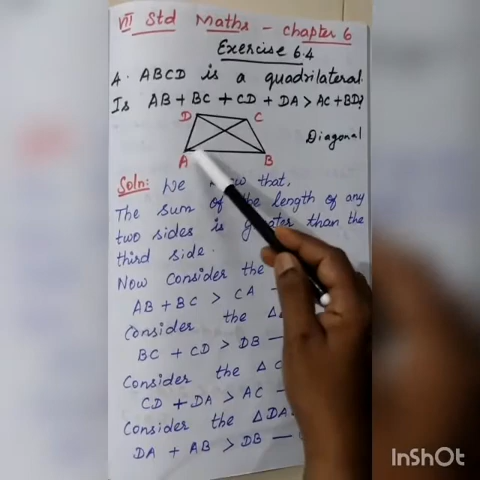 VII Std Maths - chapter 6
Exercise 6.4
4. ABCD is a quadrilateral.
Is AB + BC + CD + DA > AC + BD?
D C
Diagonal
A B
Soln: We that,
The sum of the length of any
two sides is than the
third side.
Now Consider the
AB + BC > CA -
Consider the
BC + CD > DB -
Consider the Δ
CD + DA > AC -
Consider the ΔDA
DA + AB > DB -
InShOt